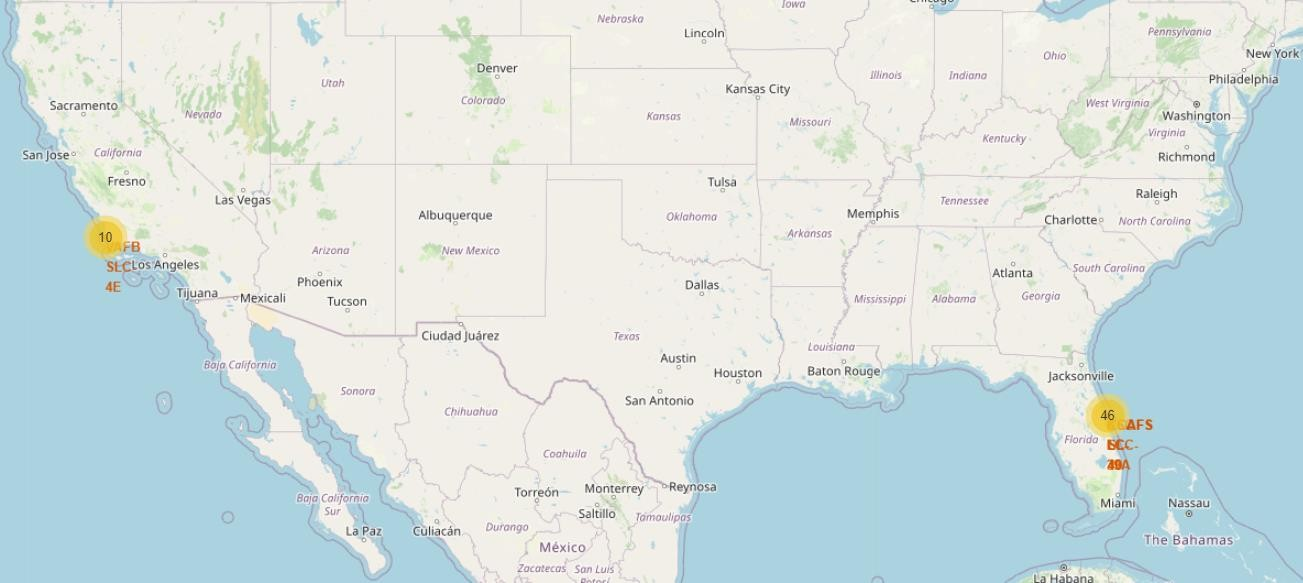 Chicago
Nebraska
Iowa
Pennsylvania
Lincoln
New York
Ohio
Denver
Utah
Illinois
Indiana
Philadelphia
Kansas City
Colorado
Sacramento
West Virginia
Nevada
Kansas
Washington
Missouri
Virginia
Kentucky
San Jose
California
Richmond
Fresno
Tulsa
Las Vegas
Raleigh
Tennessee
Albuquerque
Memphis
Oklahoma
Charlotte
North Carolina
Arkansas
10
VAFB
SLC-
4E
Arizona
New Mexico
Los Angeles
South Carolina
Atlanta
Phoenix
Dallas
Tijuana
Mexicali
Georgia
Tucson
Mississippi
Alabama
Ciudad Juárez
Texas
Louisiana
Austin
Baja California
Baton Rouge
Houston
Jacksonville
Sonora
San Antonio
Chihuahua
46
Florida
Coahuila
Reynosa
Monterrey
Torreón
Baja California
Sur
Miami
Nassau
Saltillo
Tamaulipas
La Paz
Culiacán
Durango
The Bahamas
México
Zacatecas
San Luis
Potosí
La Habana